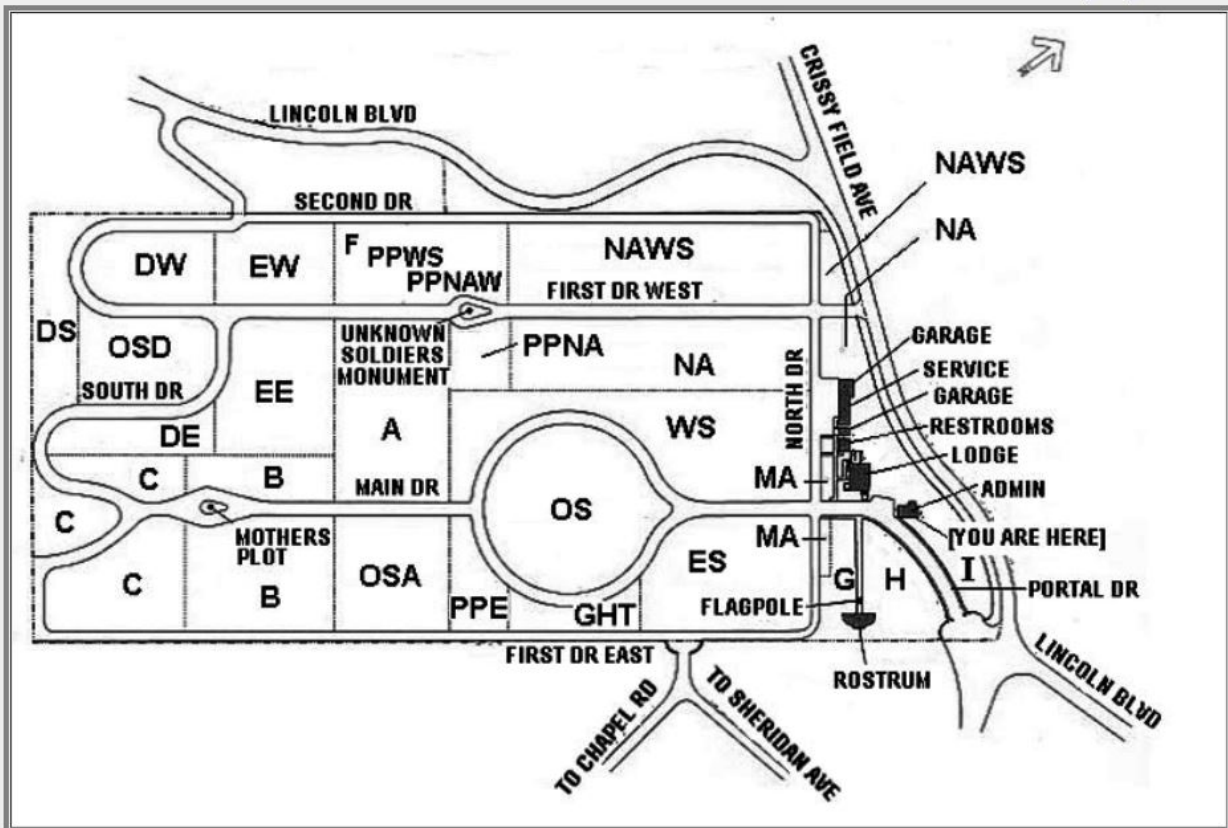 LINCOLN BLVD
CRISSY FIELD AVE
NAWS
NA
SECOND DR
DW
EW
F
PPWS
PPNAW
NAWS
FIRST DR WEST
DS
OSD
UNKNOWN
SOLDIERS
MONUMENT
PPNA
NA
NORTH DR
GARAGE
SERVICE
GARAGE
RESTROOMS
LODGE
ADMIN
[YOU ARE HERE]
SOUTH DR
EE
DE
A
WS
C
B
MAIN DR
MA
C
OS
MOTHERS
PLOT
MA
C
B
OSA
ES
G
H
I
PORTAL DR
PPE
GHT
FLAGPOLE
FIRST DR EAST
ROSTRUM
LINCOLN BLVD
TO CHAPEL RD
TO SHERIDAN AVE